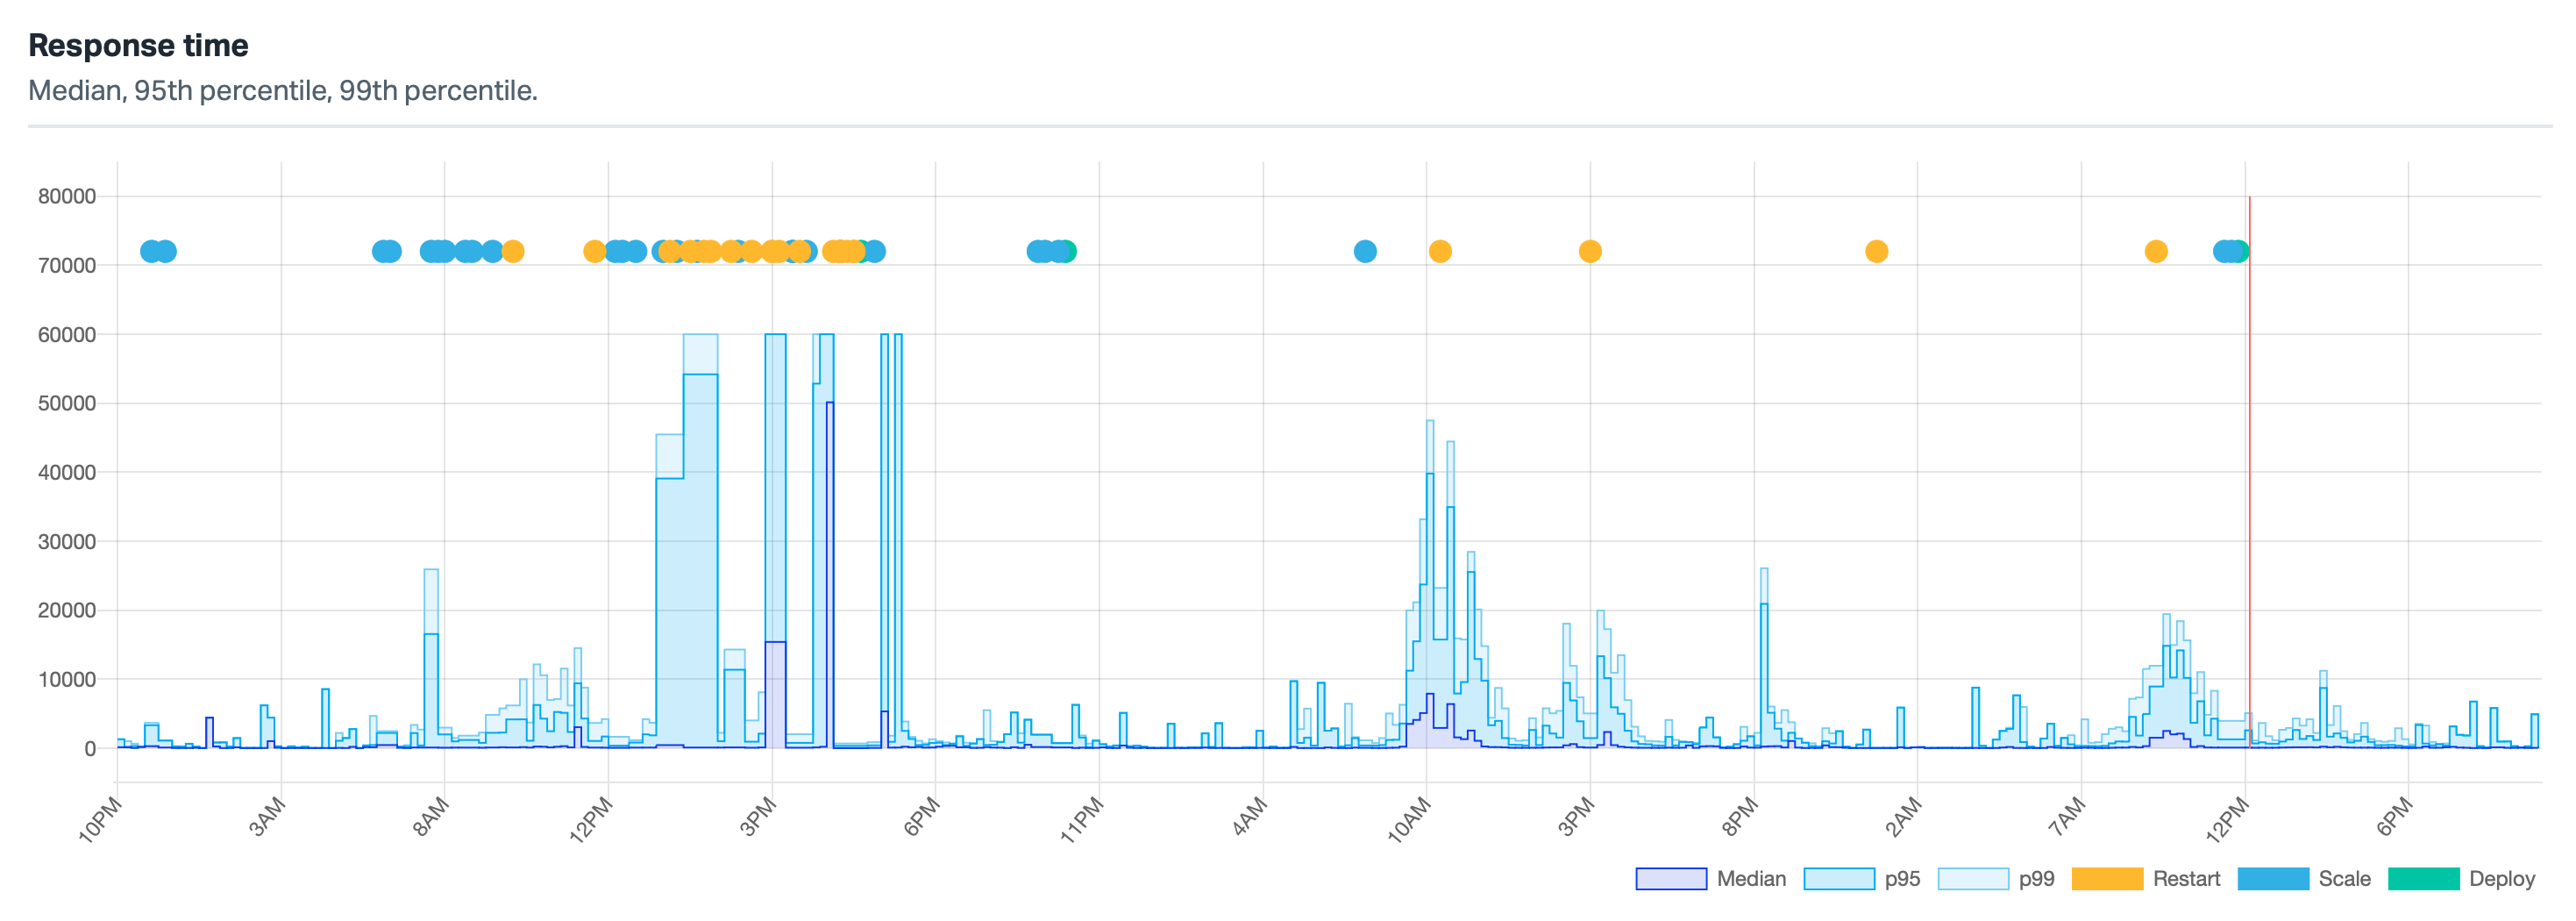 Response time
Median, 95th percentile, 99th percentile.
80000
70000
60000
50000
40000
30000
20000
10000
0
10PM 3AM 8AM 12PM 3PM 6PM 11PM 4AM 10AM 3PM 8PM 2AM 7AM 12PM 6PM
Median p95 p99 Restart Scale Deploy